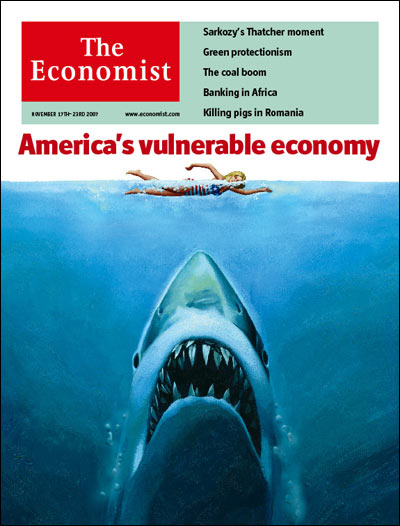 The
Economist
NOVEMBER 17TH-23RD 2007
www.economist.com
Sarkozy's Thatcher moment
Green protectionism
The coal boom
Banking in Africa
Killing pigs in Romania
America's vulnerable economy